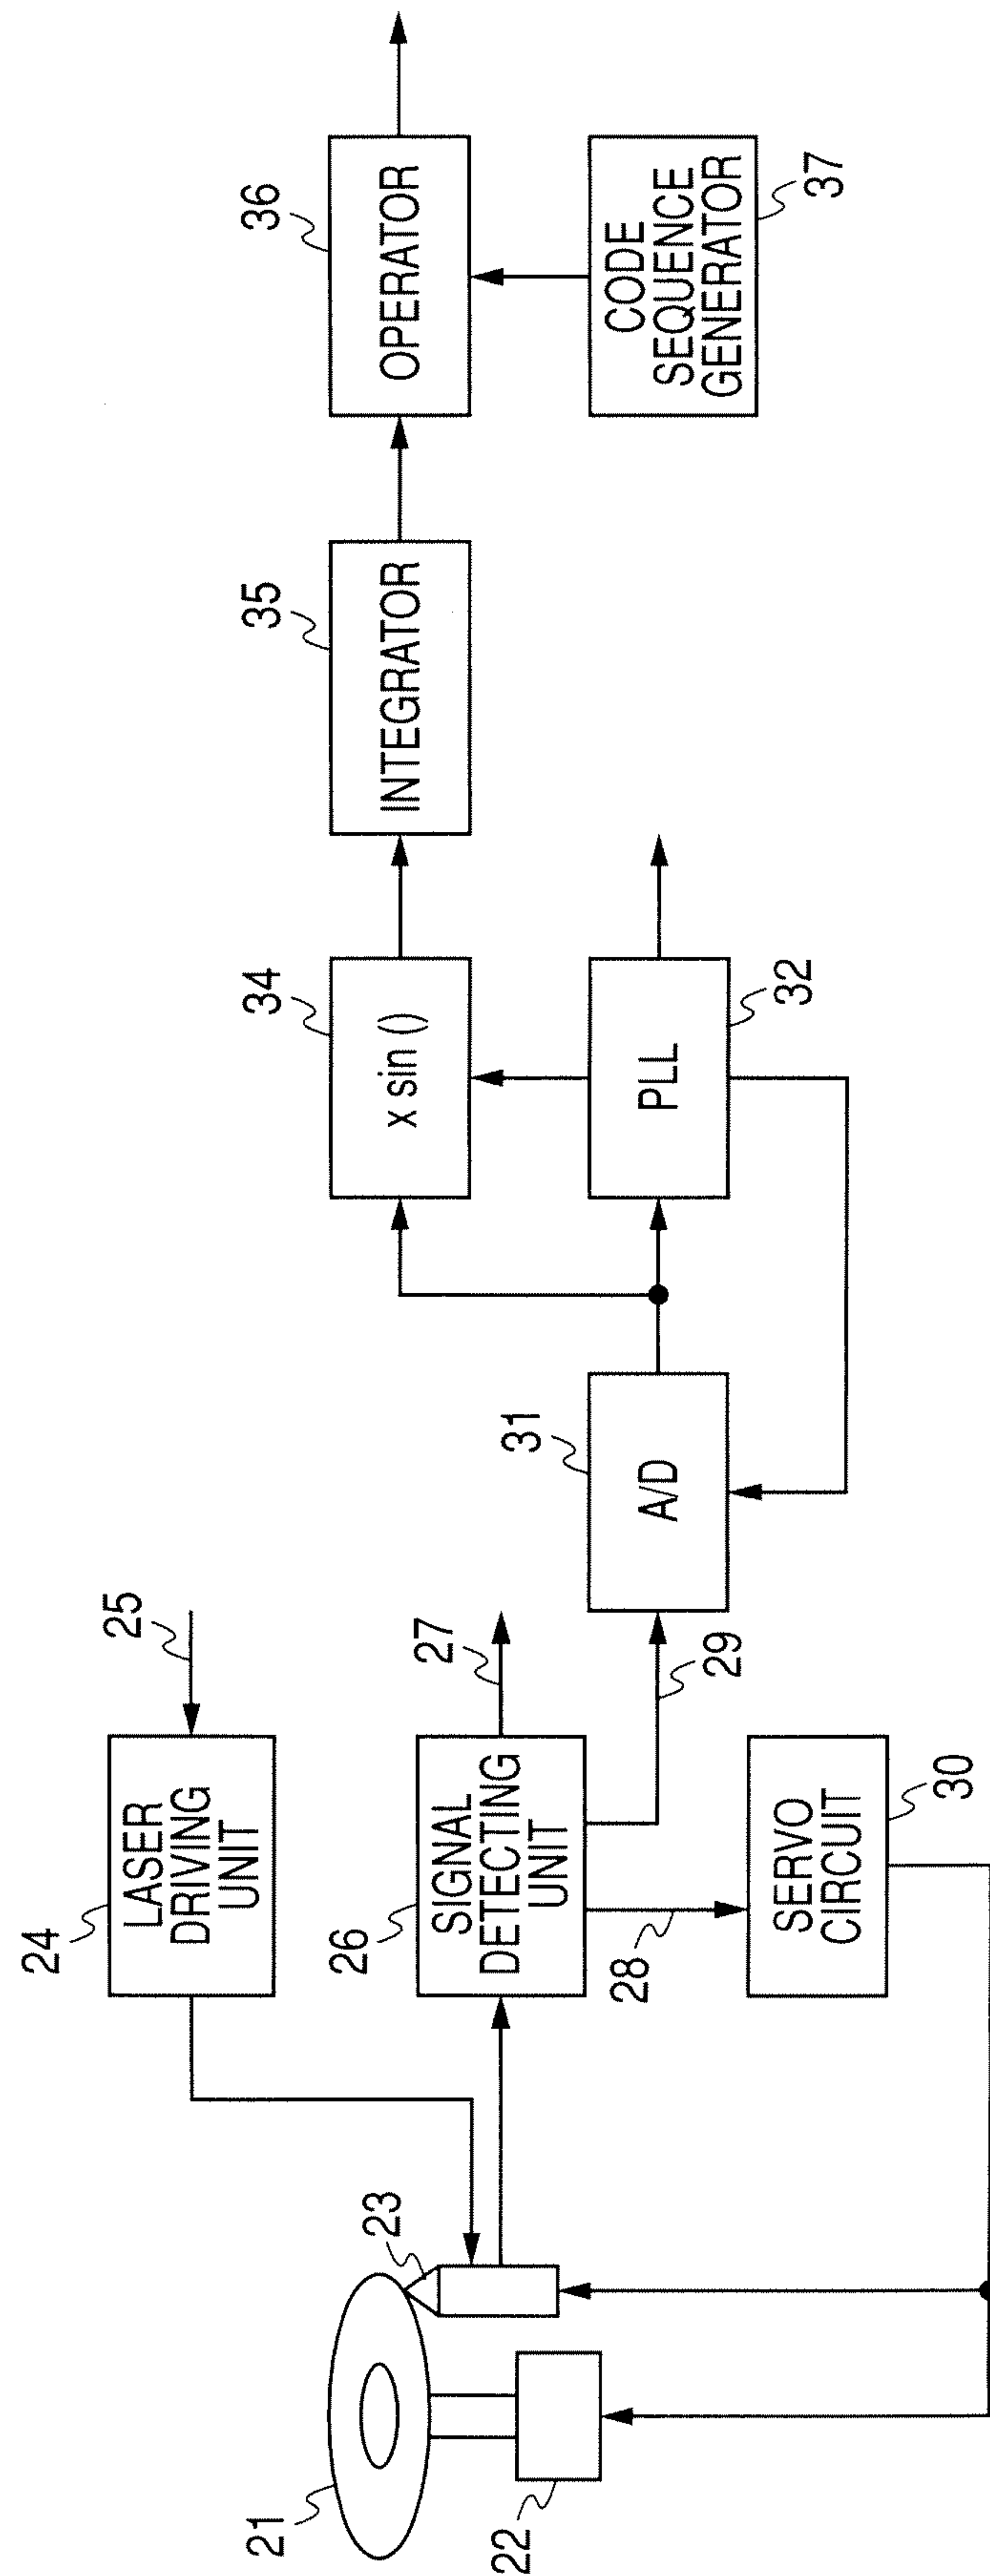 21
22
23
24
LASER
DRIVING
UNIT
25
26
SIGNAL
DETECTING
UNIT
27
28
29
SERVO
CIRCUIT
30
31
A/D
PLL
32
34
x sin ()
35
INTEGRATOR
36
OPERATOR
CODE
SEQUENCE
GENERATOR
37